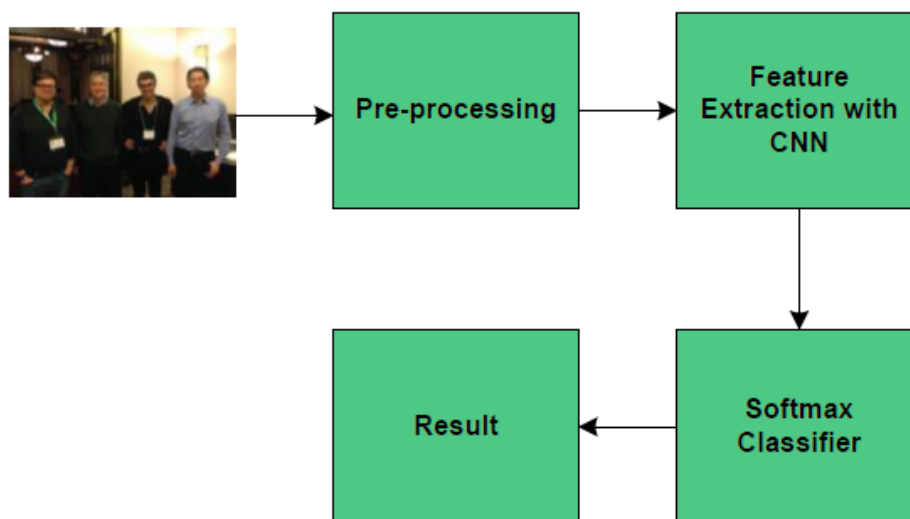 Pre-processing
Feature
Extraction with
CNN
Softmax
Classifier
Result